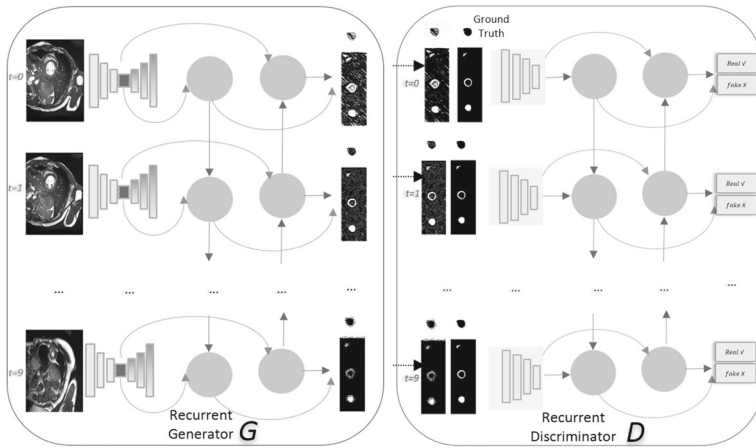 t=0
t=1
...
...
...
...
...
t=9
Recurrent
Generator G
Ground
Truth
t=0
Real √
fake X
t=1
Real √
fake X
...
...
...
...
...
t=9
Real √
fake X
Recurrent
Discriminator D